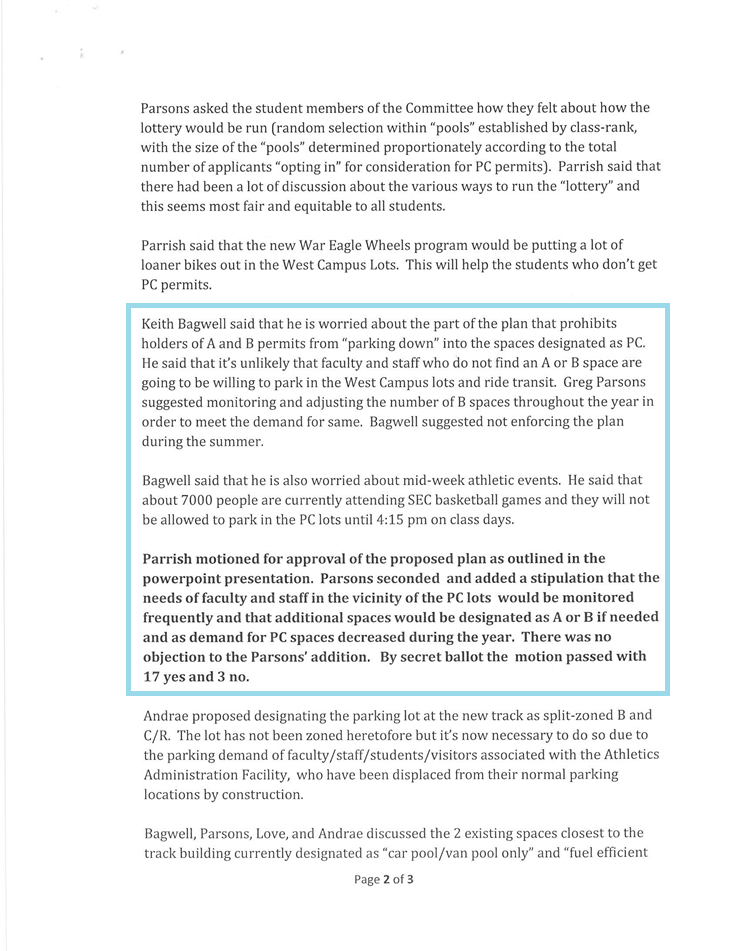 Parsons asked the student members of the Committee how they felt about how the
lottery would be run (random selection within “pools” established by class-rank,
with the size of the “pools” determined proportionately according to the total
number of applicants “opting in” for consideration for PC permits).  Parrish said that
there had been a lot of discussion about the various ways to run the “lottery” and
this seems most fair and equitable to all students.

Parrish said that the new War Eagle Wheels program would be putting a lot of
loaner bikes out in the West Campus Lots.  This will help the students who don’t get
PC permits.

Keith Bagwell said that he is worried about the part of the plan that prohibits
holders of A and B permits from “parking down” into the spaces designated as PC.
He said that it’s unlikely that faculty and staff who do not find an A or B space are
going to be willing to park in the West Campus lots and ride transit.  Greg Parsons
suggested monitoring and adjusting the number of B spaces throughout the year in
order to meet the demand for same.  Bagwell suggested not enforcing the plan
during the summer.

Bagwell said that he is also worried about mid-week athletic events.  He said that
about 7000 people are currently attending SEC basketball games and they will not
be allowed to park in the PC lots until 4:15 pm on class days.

Parrish motioned for approval of the proposed plan as outlined in the
powerpoint presentation.  Parsons seconded  and added a stipulation that the
needs of faculty and staff in the vicinity of the PC lots  would be monitored
frequently and that additional spaces would be designated as A or B if needed
and as demand for PC spaces decreased during the year.  There was no
objection to the Parsons’ addition.   By secret ballot the  motion passed with
17 yes and 3 no.

Andrae proposed designating the parking lot at the new track as split-zoned B and
C/R.  The lot has not been zoned heretofore but it’s now necessary to do so due to
the parking demand of faculty/staff/students/visitors associated with the Athletics
Administration Facility,  who have been displaced from their normal parking
locations by construction.

Bagwell, Parsons, Love, and Andrae discussed the 2 existing spaces closest to the
track building currently designated as “car pool/van pool only” and “fuel efficient
Page 2 of 3